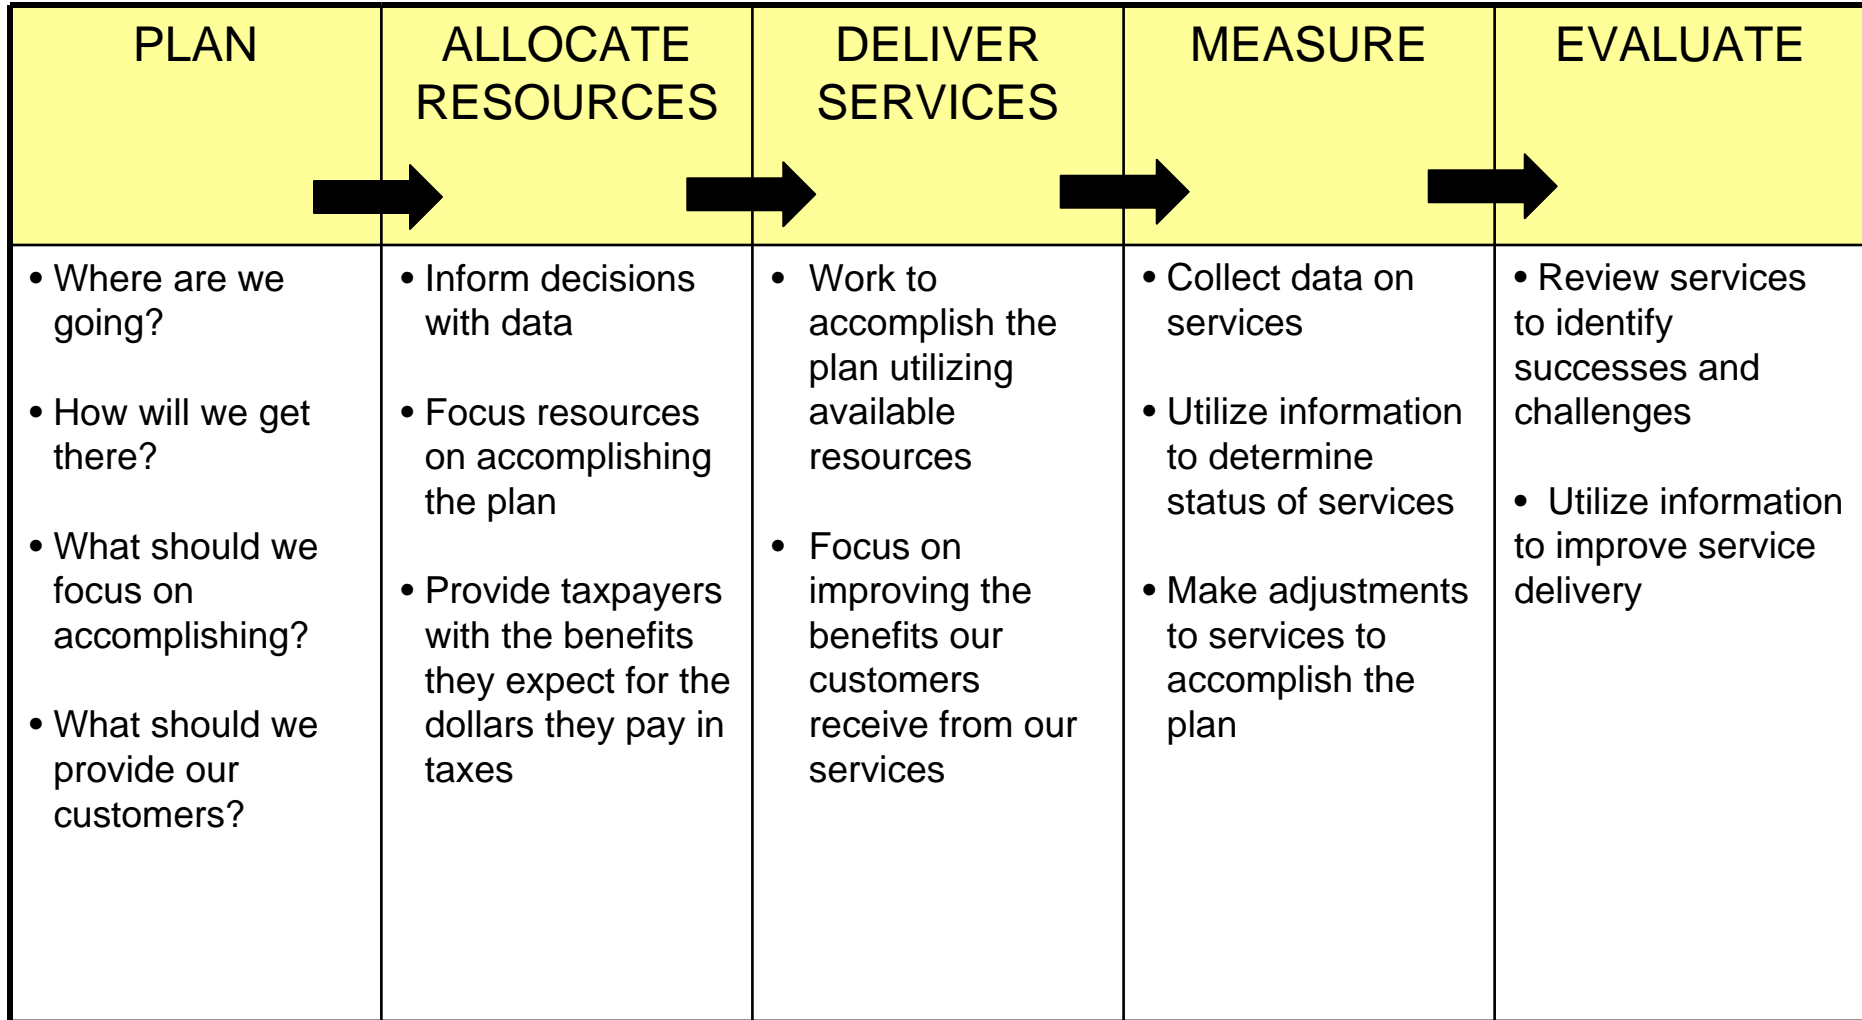 PLAN
ALLOCATE
RESOURCES
DELIVER
SERVICES
MEASURE
EVALUATE
• Where are we
going?
• How will we get
there?
• What should we
focus on
accomplishing?
• What should we
provide our
customers?
• Inform decisions
with data
• Focus resources
on accomplishing
the plan
• Provide taxpayers
with the benefits
they expect for the
dollars they pay in
taxes
• Work to
accomplish the
plan utilizing
available
resources
• Focus on
improving the
benefits our
customers
receive from our
services
• Collect data on
services
• Utilize information
to determine
status of services
• Make adjustments
to services to
accomplish the
plan
• Review services
to identify
successes and
challenges
• Utilize information
to improve service
delivery